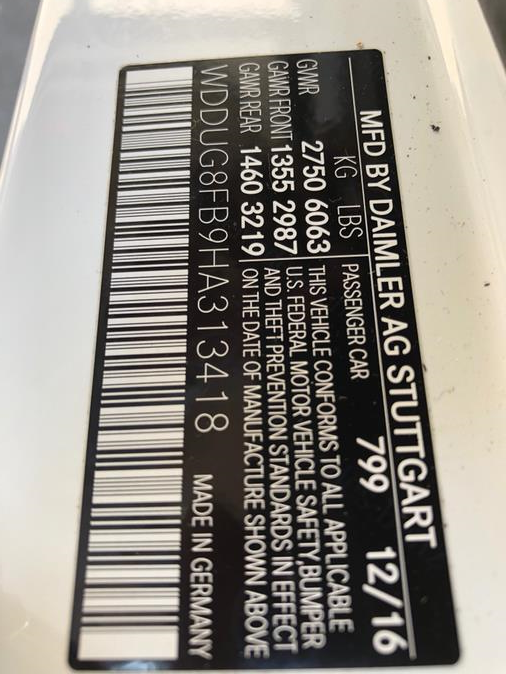 MFD BY DAIMLER AG STUTTGART
KG LBS PASSENGER CAR 799 12/16
GVWR 2750 6063 THIS VEHICLE CONFORMS TO ALL APPLICABLE
GAWR FRONT 1355 2987 U.S. FEDERAL MOTOR VEHICLE SAFETY,BUMPER
GAWR REAR 1460 3219 AND THEFT PREVENTION STANDARDS IN EFFECT
ON THE DATE OF MANUFACTURE SHOWN ABOVE
WDDUG8FB9HA313418 MADE IN GERMANY